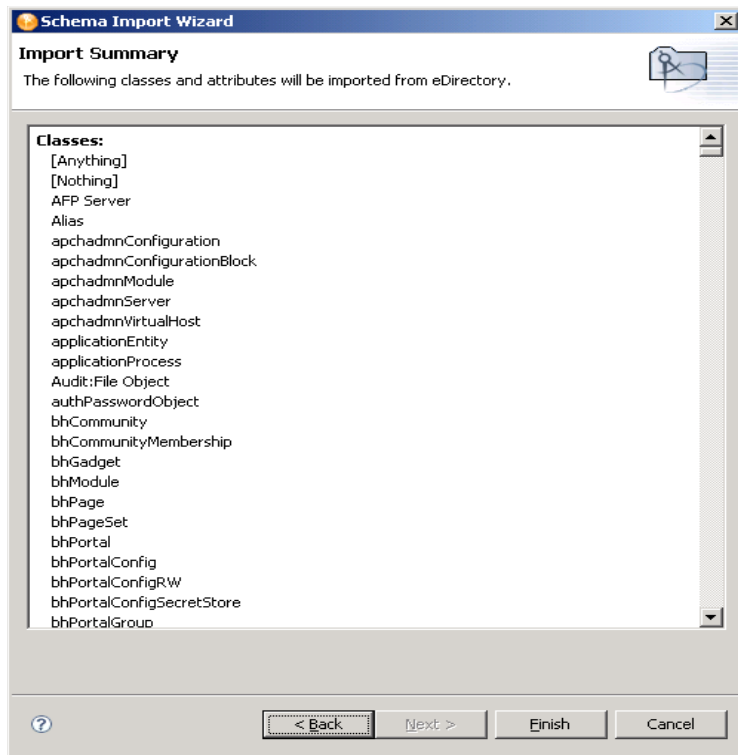 Schema Import Wizard
Import Summary
The following classes and attributes will be imported from eDirectory.
Classes:
[Anything]
[Nothing]
AFP Server
Alias
apchadmnConfiguration
apchadmnConfigurationBlock
apchadmnModule
apchadmnServer
apchadmnVirtualHost
applicationEntity
applicationProcess
Audit:File Object
authPasswordObject
bhCommunity
bhCommunityMembership
bhGadget
bhModule
bhPage
bhPageSet
bhPortal
bhPortalConfig
bhPortalConfigRW
bhPortalConfigSecretStore
bhPortalGroup
< Back Next > Finish Cancel